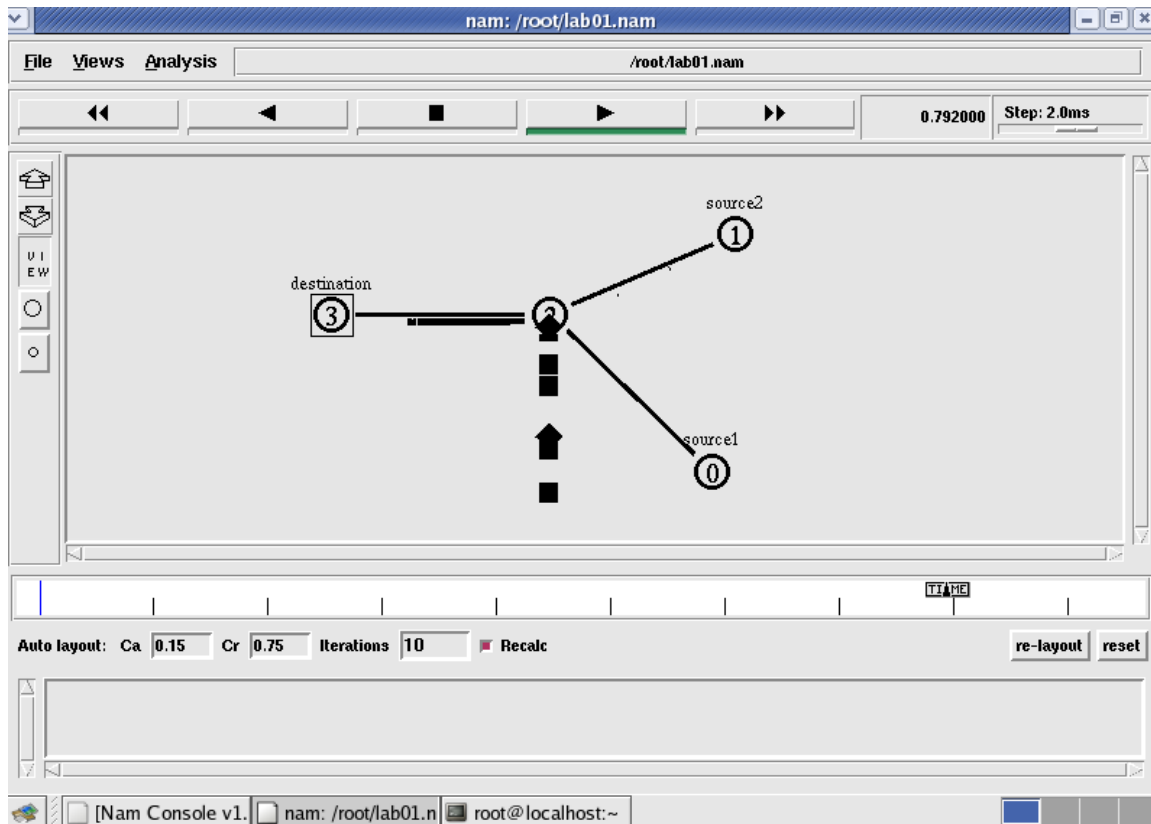 nam: /root/lab01.nam
File Views Analysis /root/lab01.nam
0.792000 Step: 2.0ms
VIEW
source2
1
destination
3
2
source1
0
TIME
Auto layout: Ca 0.15 Cr 0.75 Iterations 10 Recalc re-layout reset
[Nam Console v1. nam: /root/lab01.n root@localhost:~